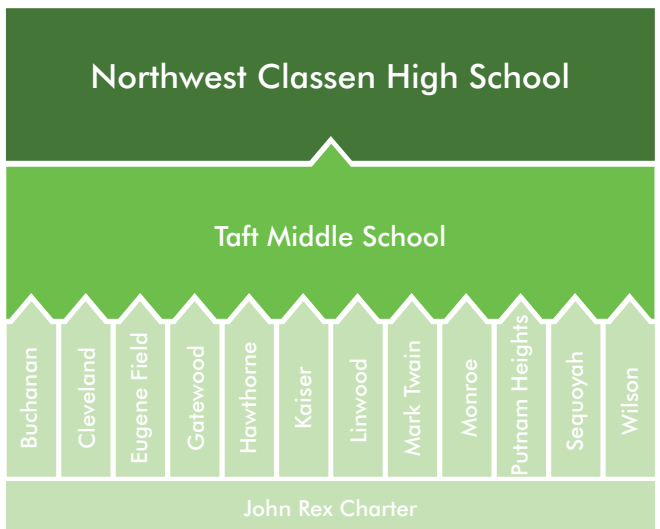 Northwest Classen High School
Taft Middle School
Buchanan
Cleveland
Eugene Field
Gatewood
Hawthorne
Kaiser
Linwood
Mark Twain
Monroe
Putnam Heights
Sequoyah
Wilson
John Rex Charter